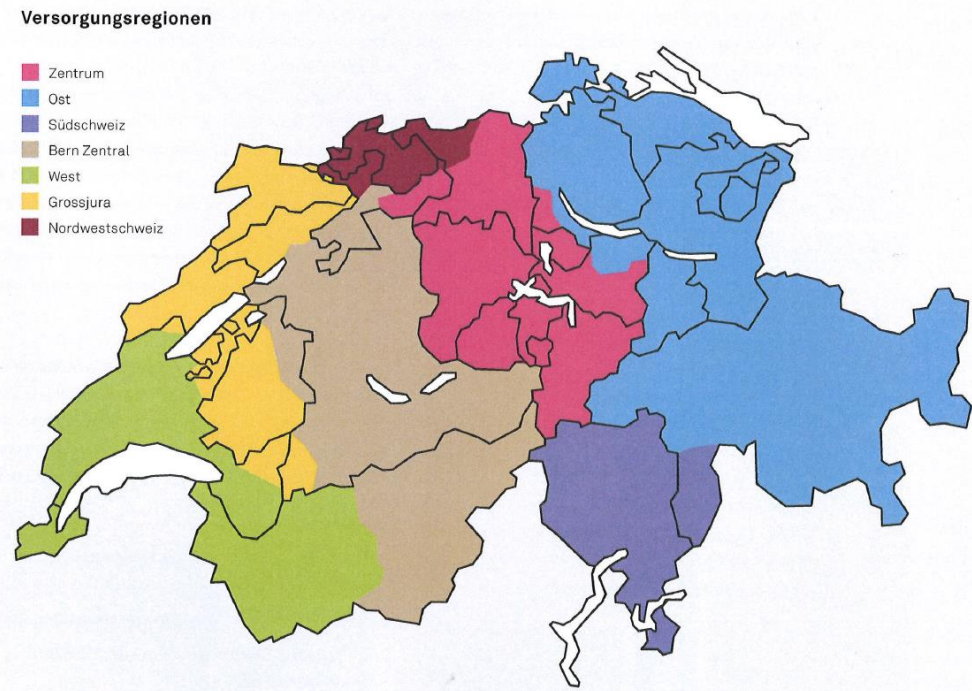 Versorgungsregionen
Zentrum
Ost
Südschweiz
Bern Zentral
West
Grossjura
Nordwestschweiz